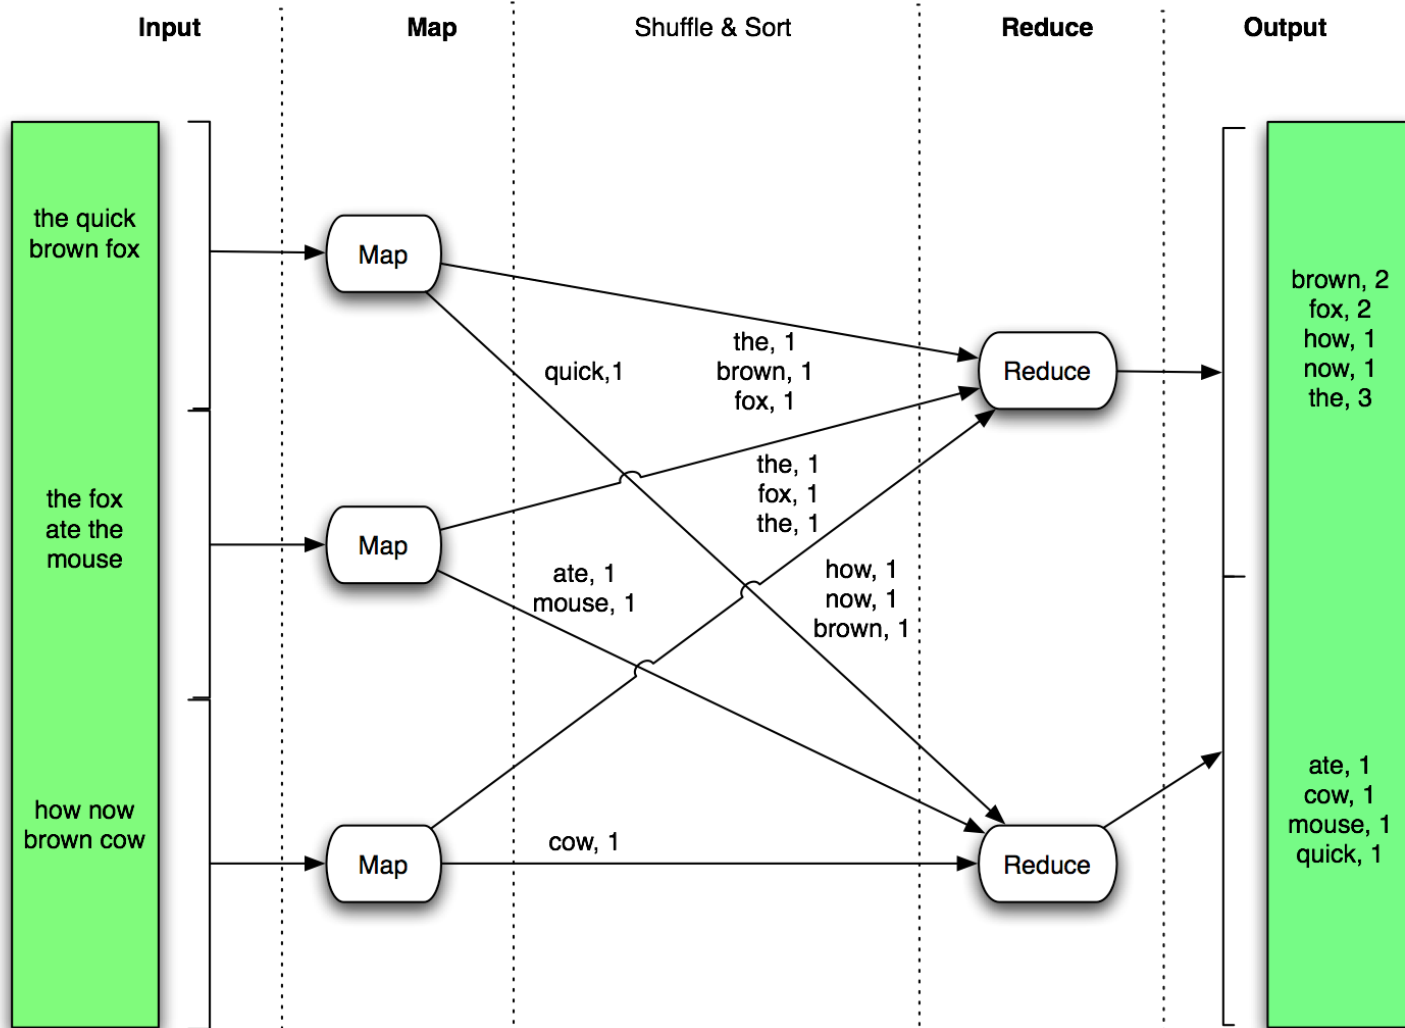 Input
Map
Shuffle & Sort
Reduce
Output
the quick
brown fox
the fox
ate the
mouse
how now
brown cow
Map
Map
Map
quick,1
the, 1
brown, 1
fox, 1
the, 1
fox, 1
the, 1
ate, 1
mouse, 1
how, 1
now, 1
brown, 1
cow, 1
Reduce
Reduce
brown, 2
fox, 2
how, 1
now, 1
the, 3
ate, 1
cow, 1
mouse, 1
quick, 1